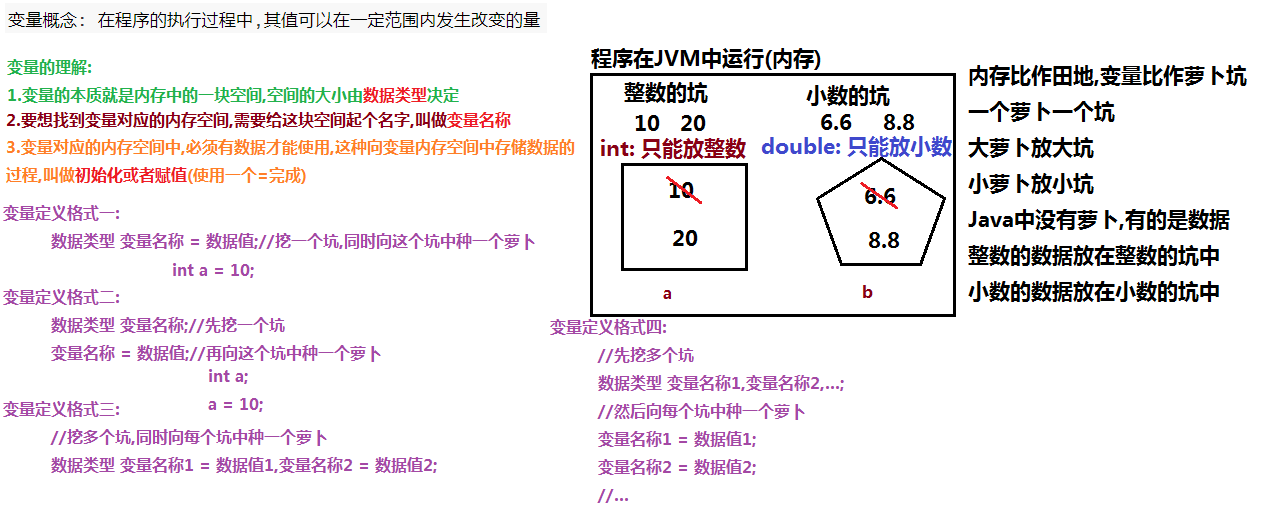 变量概念: 在程序的执行过程中,其值可以在一定范围内发生改变的量
变量的理解:
1.变量的本质就是内存中的一块空间,空间的大小由数据类型决定
2.要想找到变量对应的内存空间,需要给这块空间起个名字,叫做变量名称
3.变量对应的内存空间中,必须有数据才能使用,这种向变量内存空间中存储数据的
过程,叫做初始化或者赋值(使用一个=完成)
变量定义格式一:
数据类型 变量名称 = 数据值;//挖一个坑,同时向这个坑中种一个萝卜
int a = 10;
变量定义格式二:
数据类型 变量名称;//先挖一个坑
变量名称 = 数据值;//再向这个坑中种一个萝卜
int a;
a = 10;
变量定义格式三:
//挖多个坑,同时向每个坑中种一个萝卜
数据类型 变量名称1 = 数据值1,变量名称2 = 数据值2;
程序在JVM中运行(内存)
整数的坑
10 20
int: 只能放整数
10
20
a
小数的坑
6.6 8.8
double: 只能放小数
6.6
8.8
b
内存比作田地,变量比作萝卜坑
一个萝卜一个坑
大萝卜放大坑
小萝卜放小坑
Java中没有萝卜,有的是数据
整数的数据放在整数的坑中
小数的数据放在小数的坑中
变量定义格式四:
//先挖多个坑
数据类型 变量名称1,变量名称2,...;
//然后向每个坑中种一个萝卜
变量名称1 = 数据值1;
变量名称2 = 数据值2;
//...